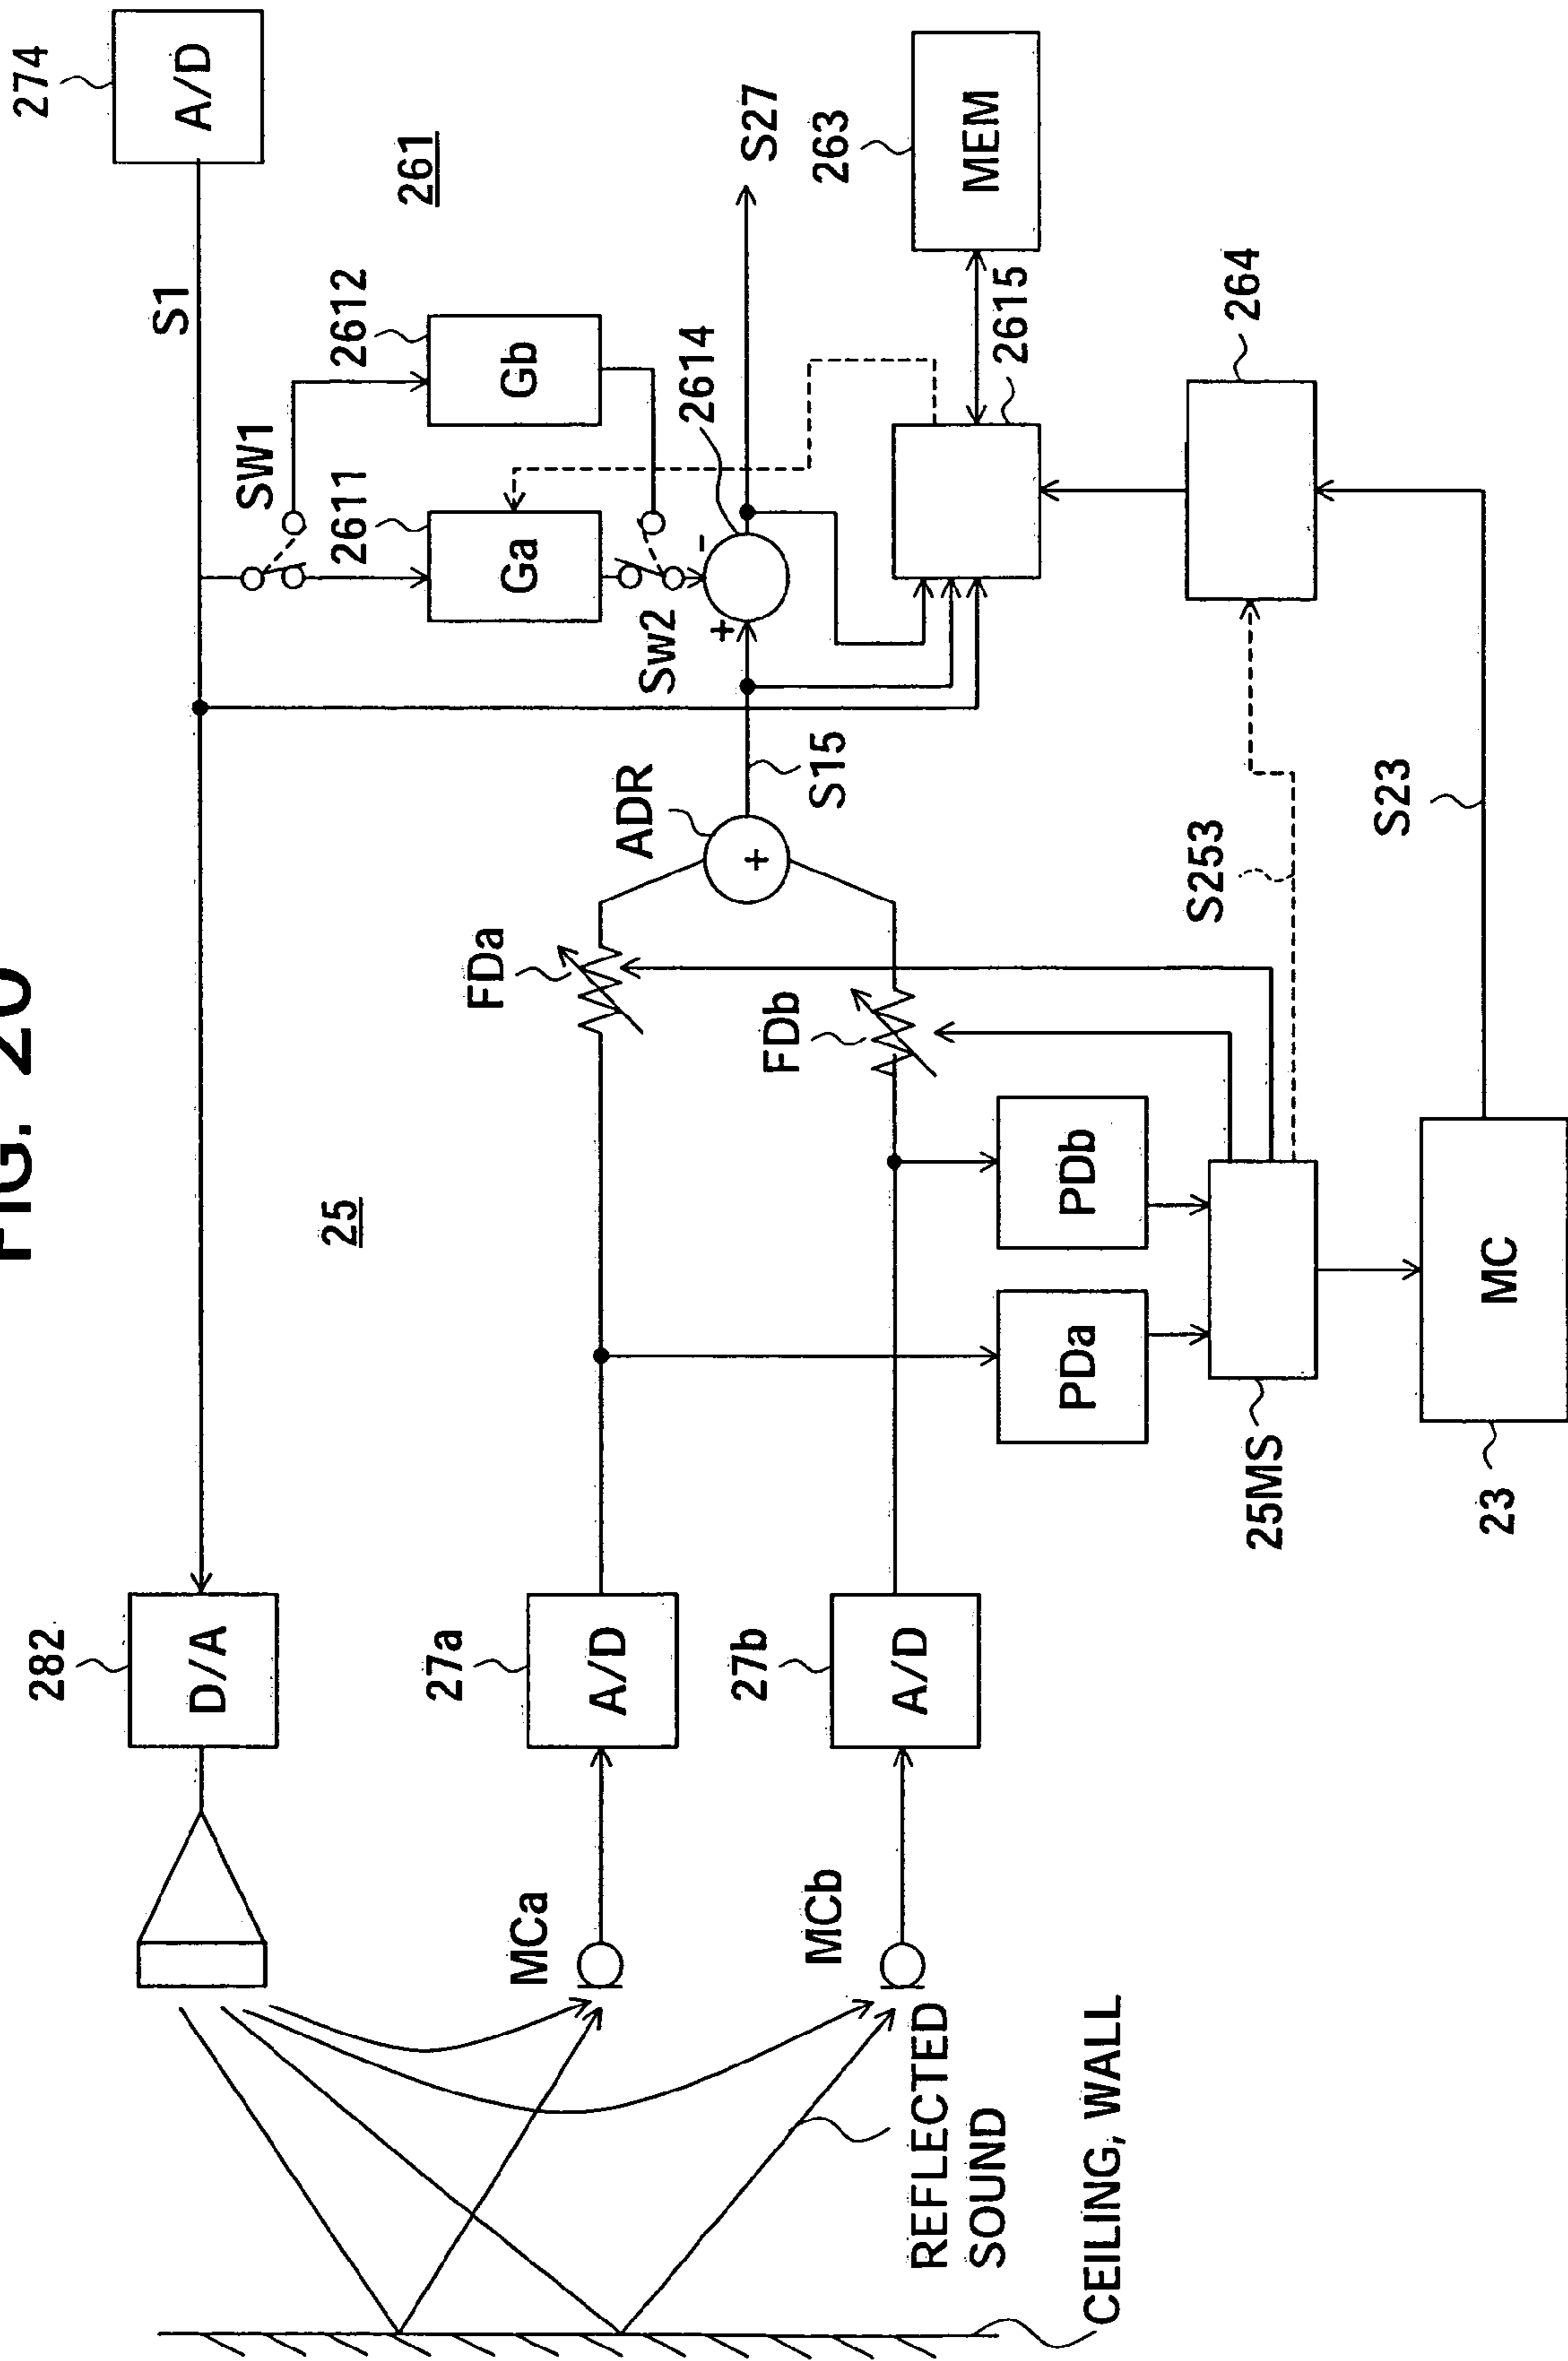 FIG. 20
282
D/A
S1
274
A/D
25
261
SW1
2612
Gb
2611
Ga
27a
A/D
MCa
FDa
ADR
+
Sw2
+
-
2614
S27
S15
27b
A/D
MCb
FDb
263
MEM
2615
REFLECTED
SOUND
PDa
PDb
CEILING, WALL
25MS
S253
264
S23
23
MC